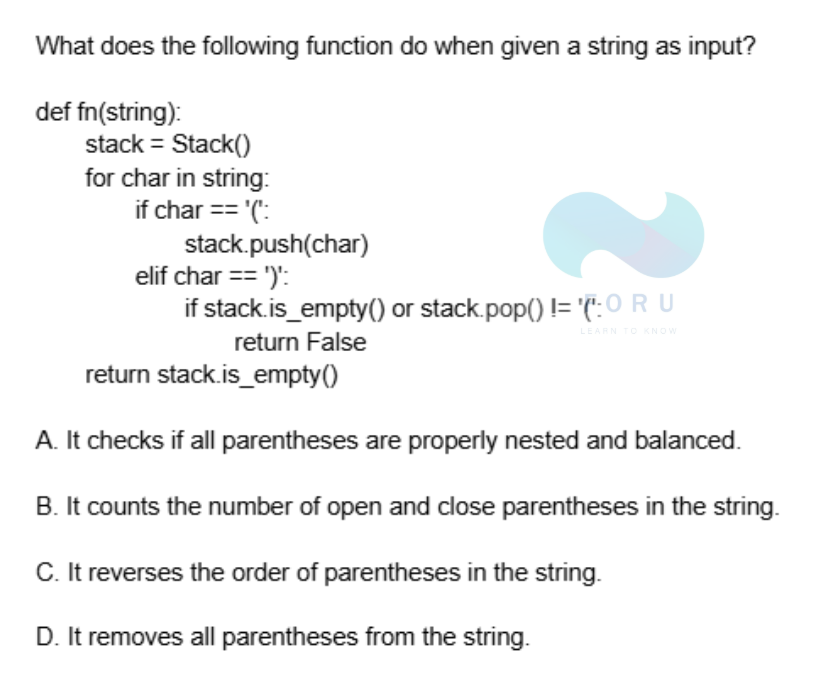 What does the following function do when given a string as input?
def fn(string):
stack = Stack()
for char in string:
if char == '(':
stack.push(char)
elif char == ')':
if stack.is_empty() or stack.pop() != '(':
return False
return stack.is_empty()
FORU
LEARN TO KNOW
A. It checks if all parentheses are properly nested and balanced.
B. It counts the number of open and close parentheses in the string.
C. It reverses the order of parentheses in the string.
D. It removes all parentheses from the string.